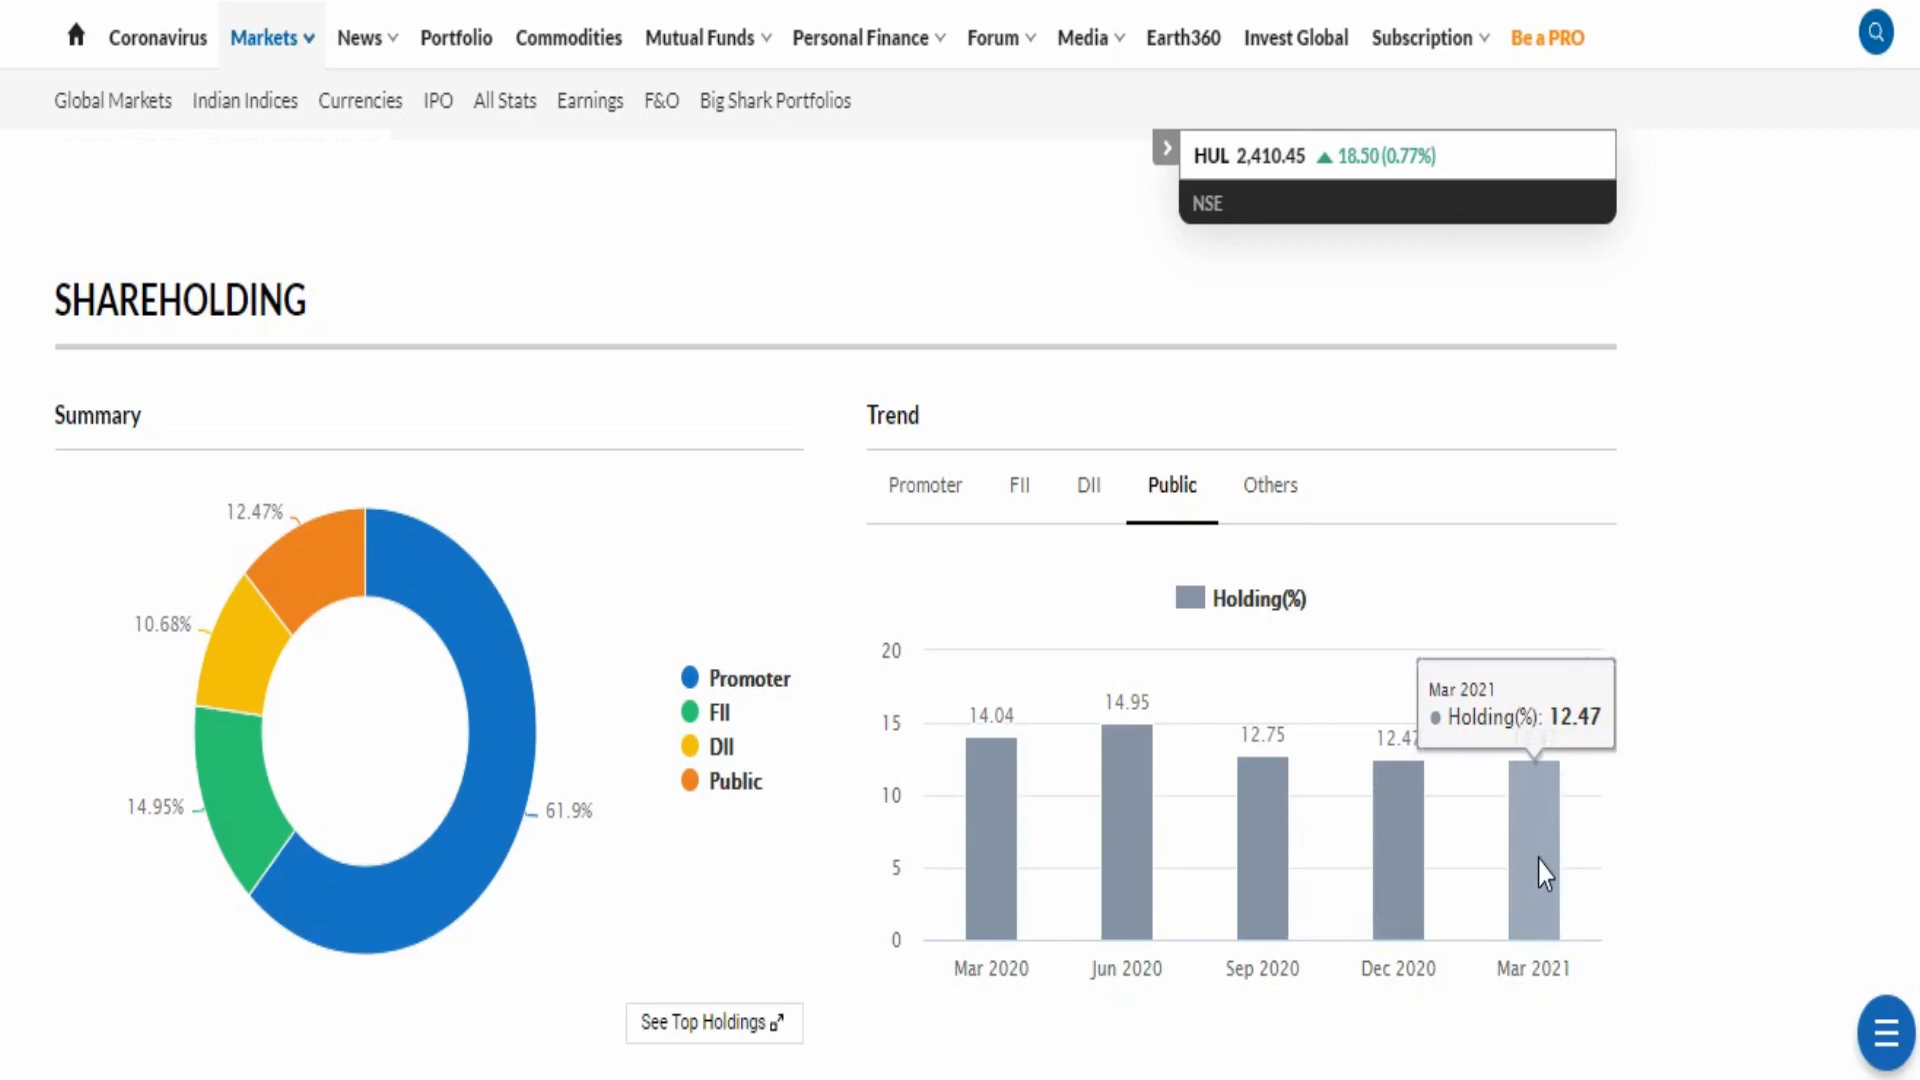 Coronavirus Markets News Portfolio Commodities Mutual Funds Personal Finance Forum Media Earth360 Invest Global Subscription Be a PRO
Global Markets Indian Indices Currencies IPO All Stats Earnings F&O Big Shark Portfolios
HUL 2,410.45 ▲ 18.50 (0.77%)
NSE
SHAREHOLDING
Summary
12.47%
10.68%
14.95%
61.9%
Promoter
FII
DII
Public
See Top Holdings
Trend
Promoter FII DII Public Others
Holding(%)
20
15
10
5
0
14.04
14.95
12.75
12.47
Mar 2021
Holding(%): 12.47
Mar 2020 Jun 2020 Sep 2020 Dec 2020 Mar 2021